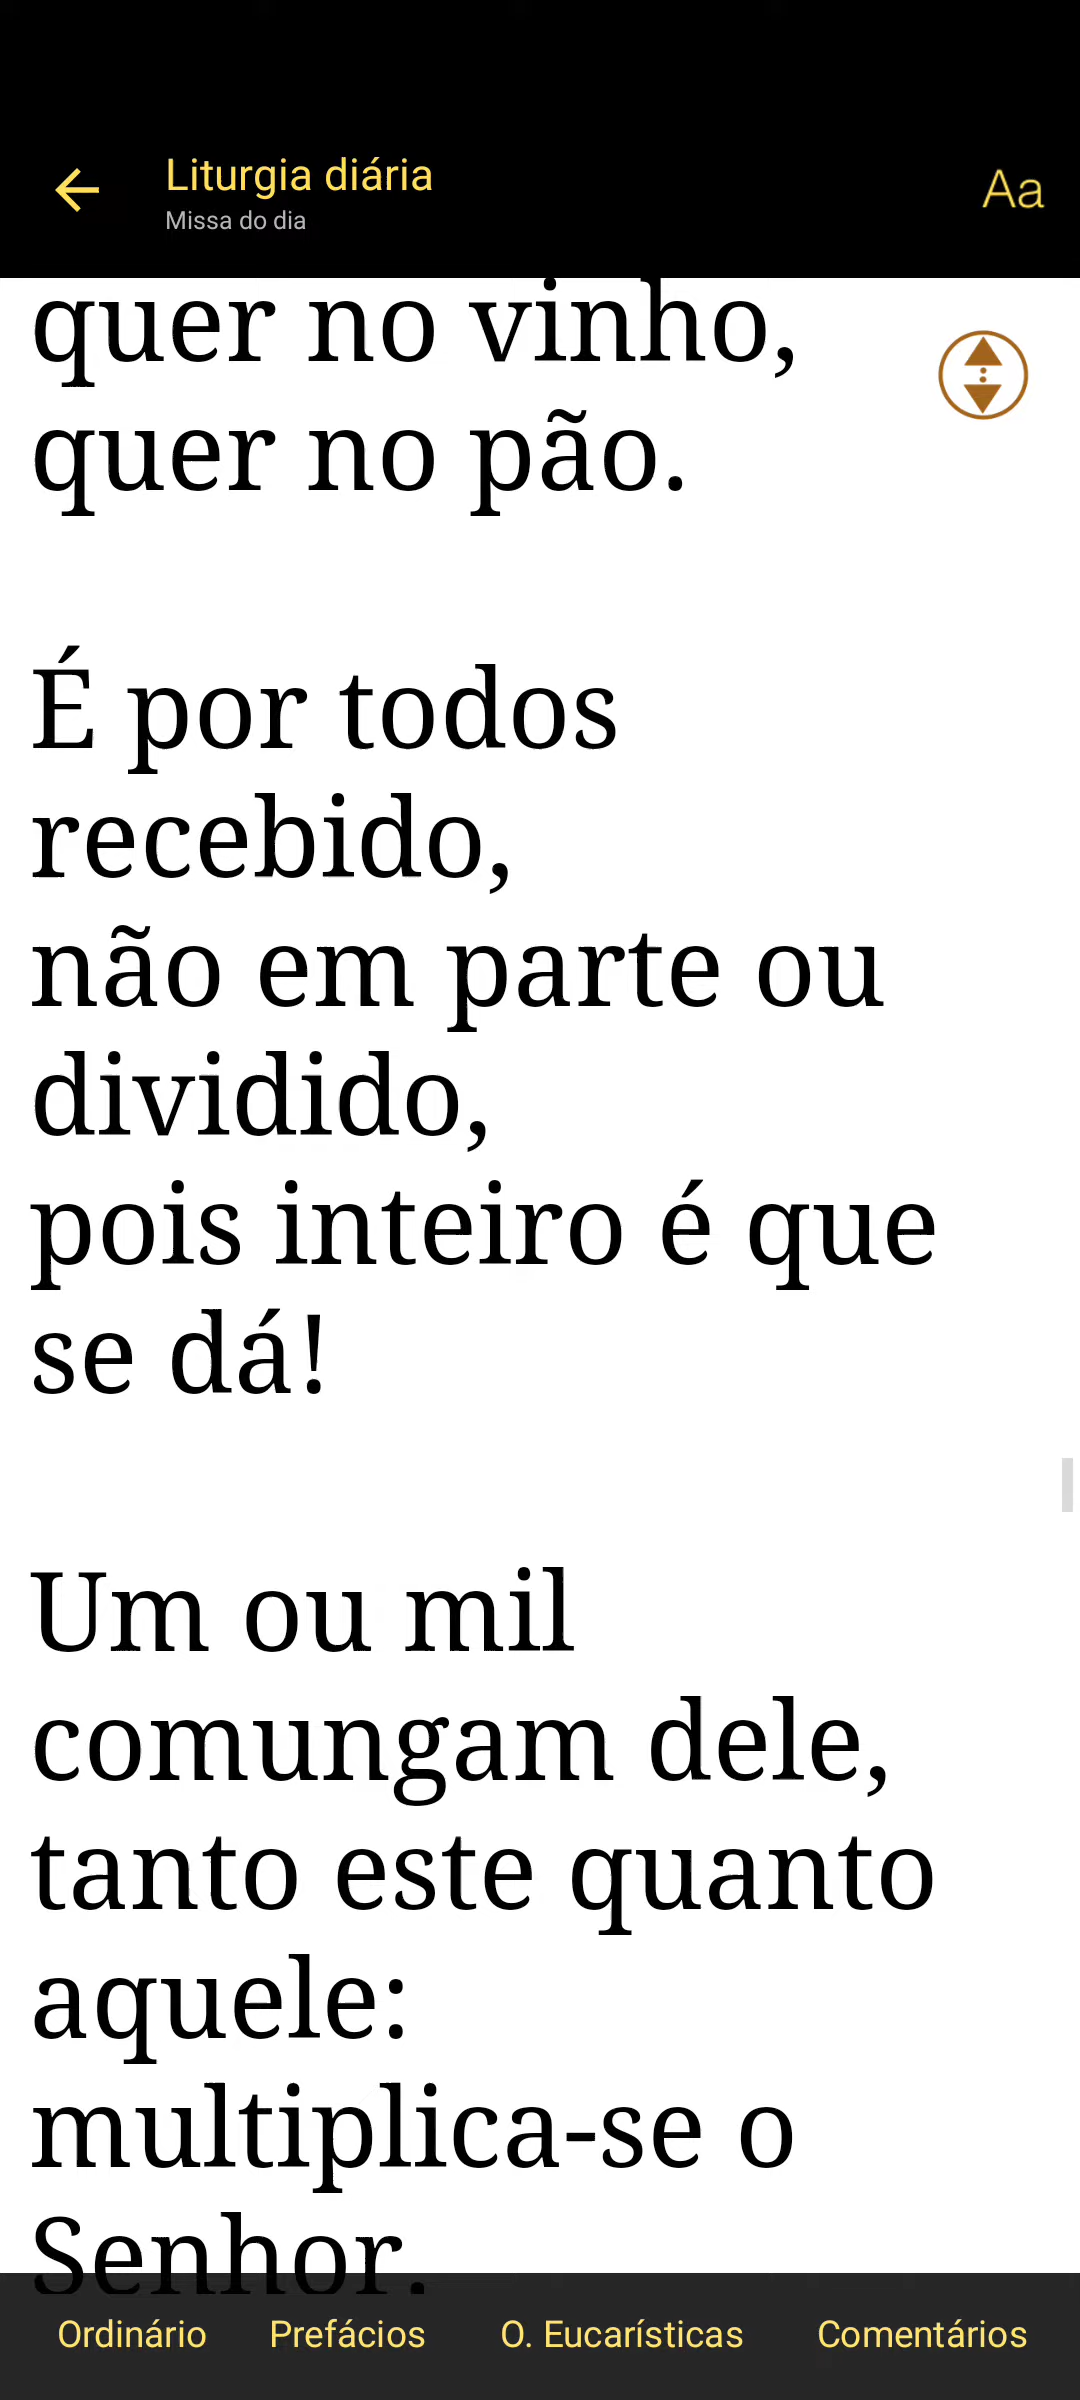 Liturgia diária
Missa do dia
Aa
quer no vinho,
quer no pão.
É por todos
recebido,
não em parte ou
dividido,
pois inteiro é que
se dá!
Um ou mil
comungam dele,
tanto este quanto
aquele:
multiplica-se o
Senhor.
Ordinário
Prefácios
O. Eucarísticas
Comentários